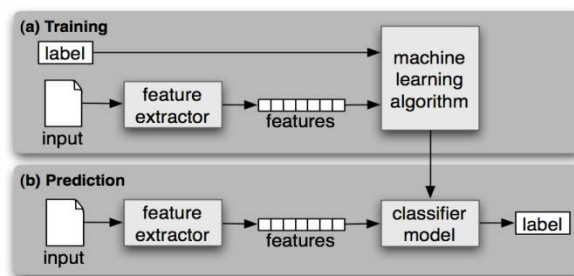 (a) Training
label
machine
learning
algorithm
feature
extractor
features
input
(b) Prediction
feature
extractor
features
classifier
model
label
input